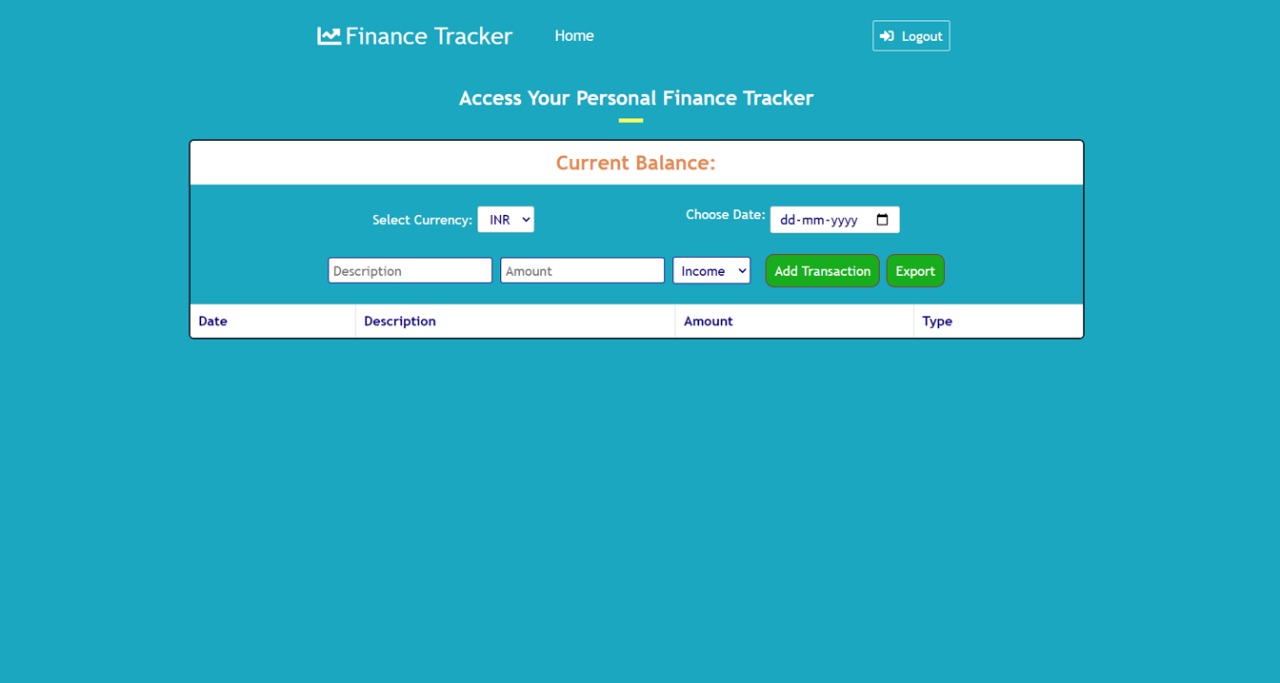 Finance Tracker Home Logout
Access Your Personal Finance Tracker
Current Balance:
Select Currency: INR Choose Date: dd-mm-yyyy
Description Amount Income Add Transaction Export
Date Description Amount Type